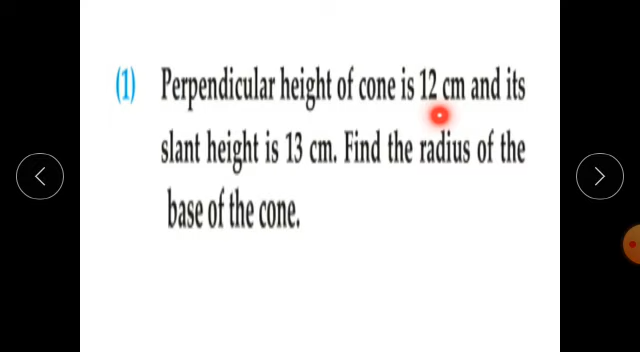 (1) Perpendicular height of cone is 12 cm and its
slant height is 13 cm. Find the radius of the
base of the cone.